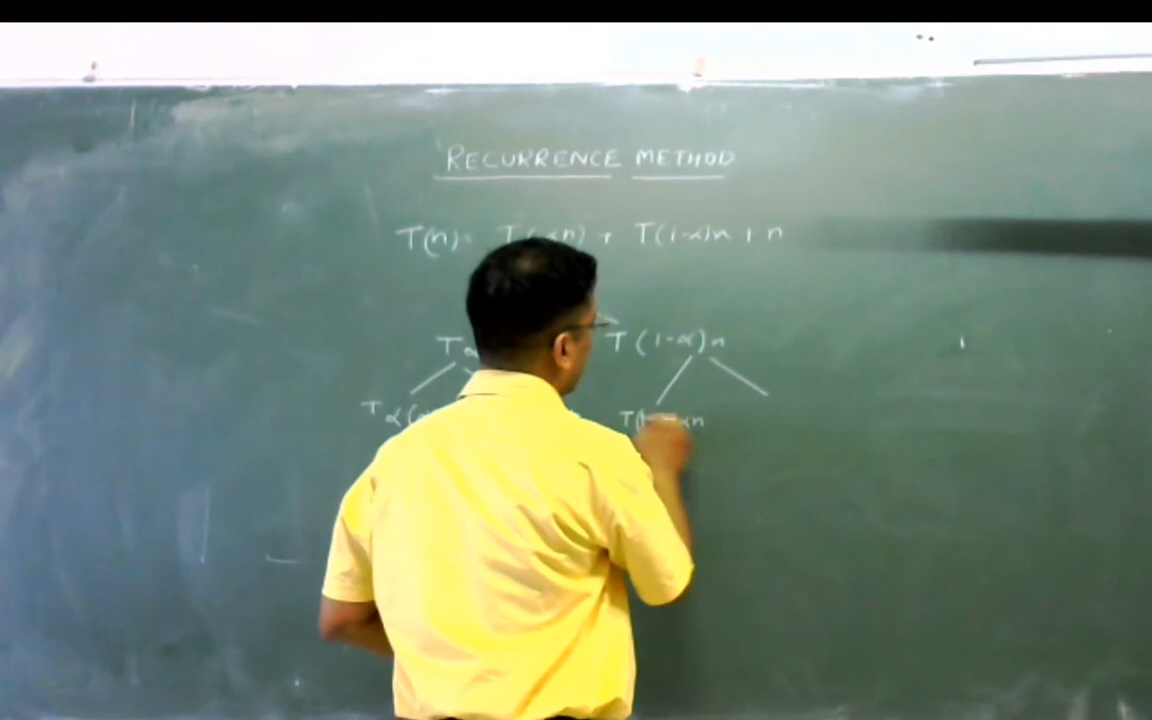 RECURRENCE METHOD
T(n) = T(αn) + T(1-α)n + n
T T(1-α)n
T α( T( αn